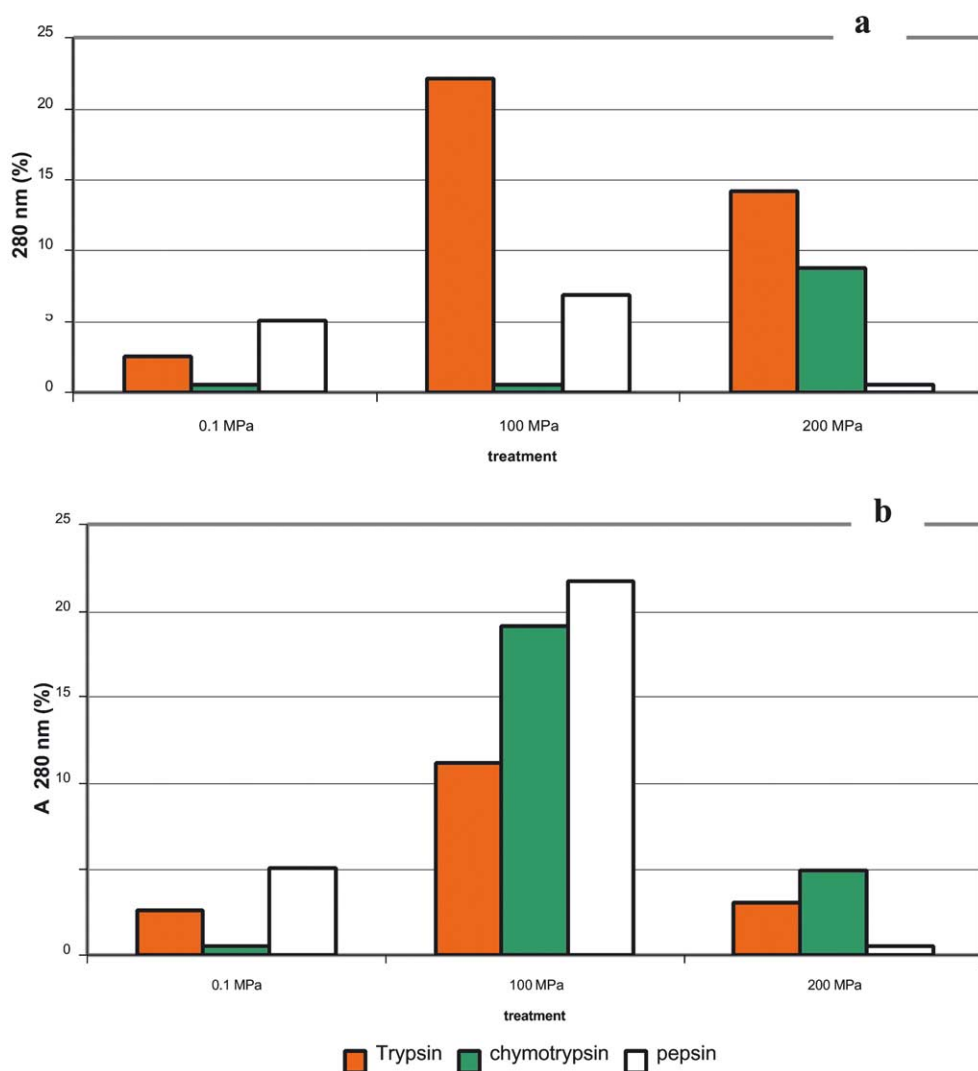 a
25
20
15
10
5
0
280 nm (%)
0.1 MPa 100 MPa 200 MPa
treatment
b
25
20
15
10
0
A 280 nm (%)
0.1 MPa 100 MPa 200 MPa
treatment
Trypsin chymotrypsin pepsin